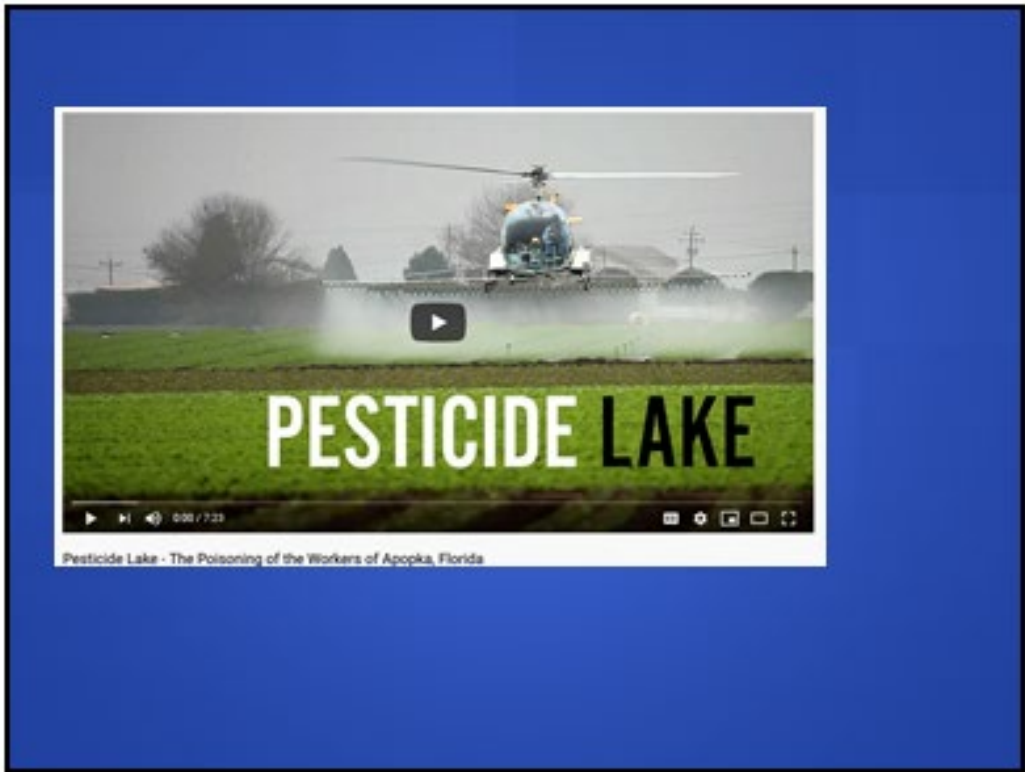 PESTICIDE LAKE
0:00 / 7:23
Pesticide Lake - The Poisoning of the Workers of Apopka, Florida